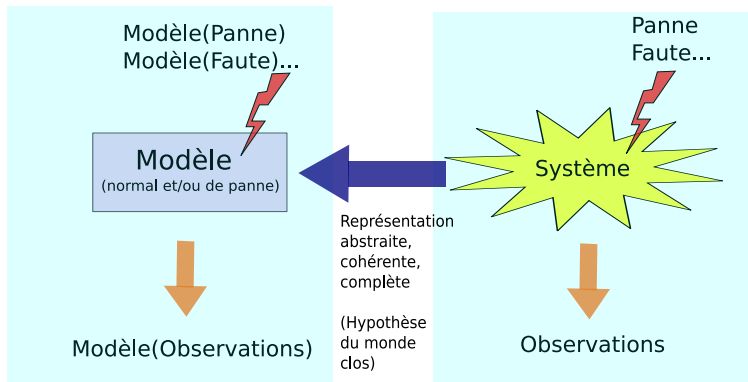 Modèle(Panne)
Modèle(Faute)...
Modèle
(normal et/ou de panne)
Modèle(Observations)
Représentation
abstraite,
cohérente,
complète
(Hypothèse
du monde
clos)
Panne
Faute...
Système
Observations